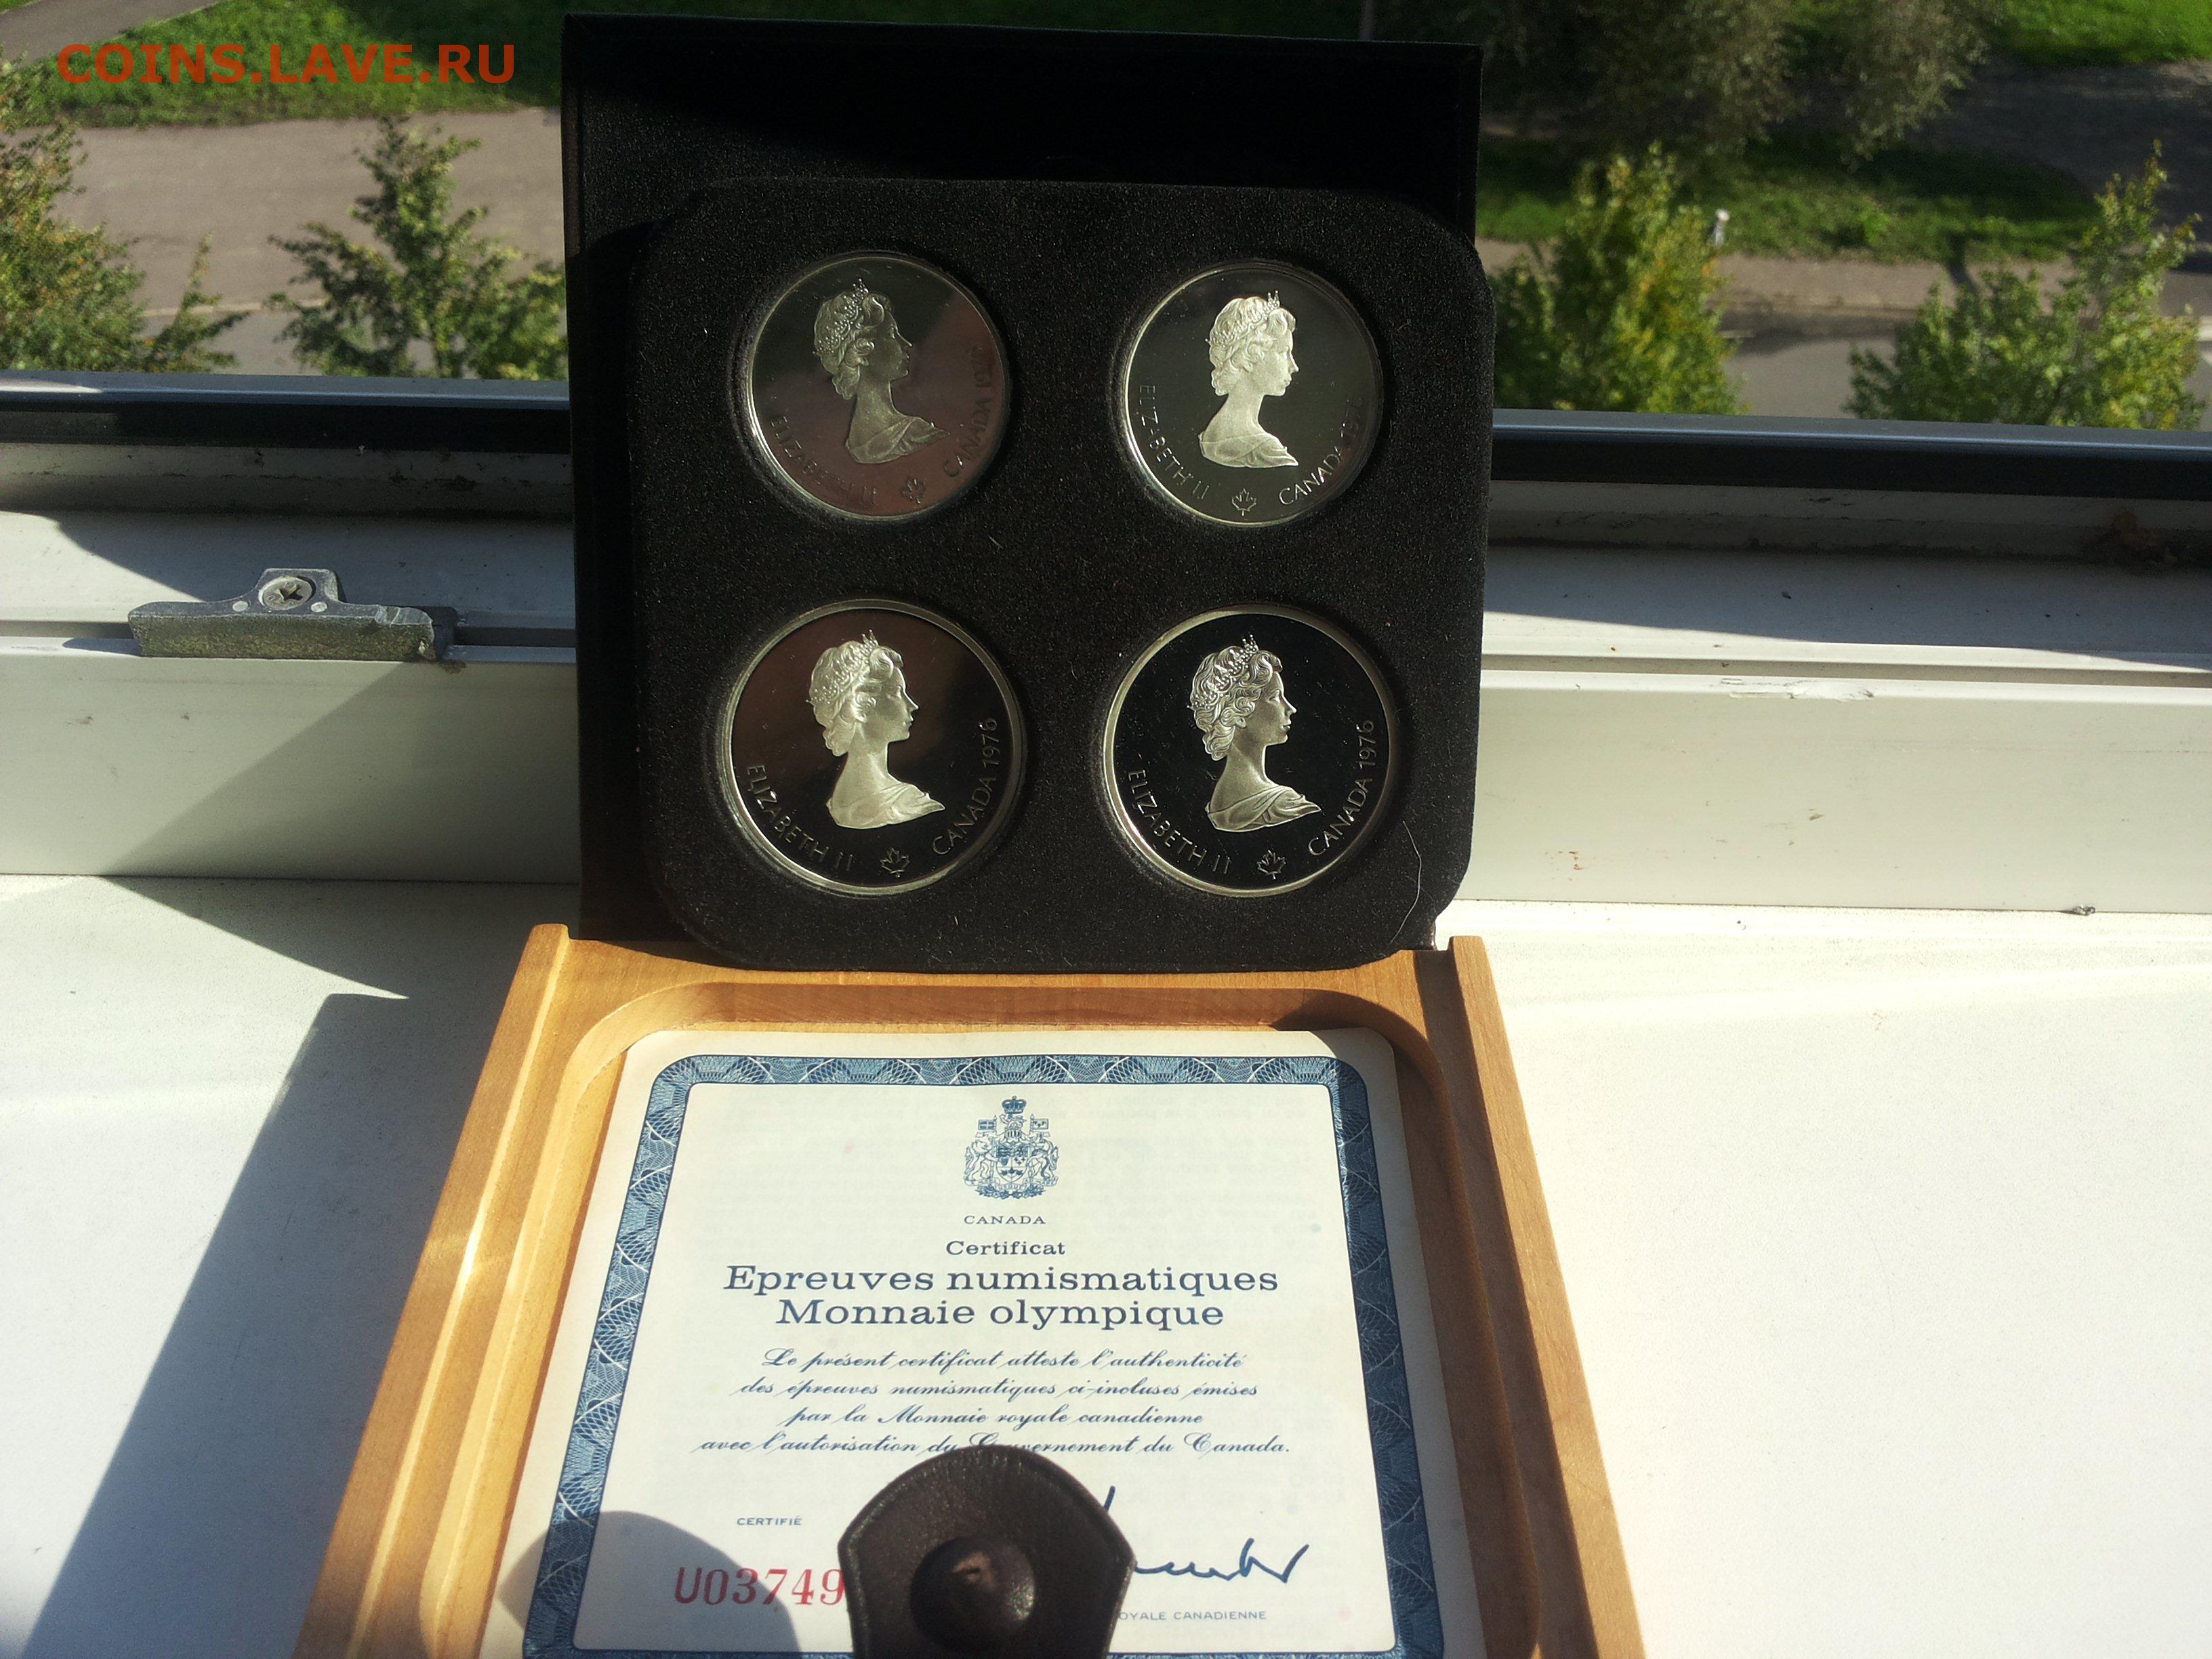 COINS.LAVE.RU
ELIZABETH II CANADA 1976
ELIZABETH II CANADA
ELIZABETH II CANADA 1976
ELIZABETH II CANADA 1976
CANADA
Certificat
Epreuves numismatiques
Monnaie olympique
Le présent certificat atteste l'authenticité
des épreuves numismatiques ci-incluses émises
par la Monnaie royale canadienne
avec l'autorisation du Gouvernement du Canada.
CERTIFIÉ
U03749
OYALE CANADIENNE